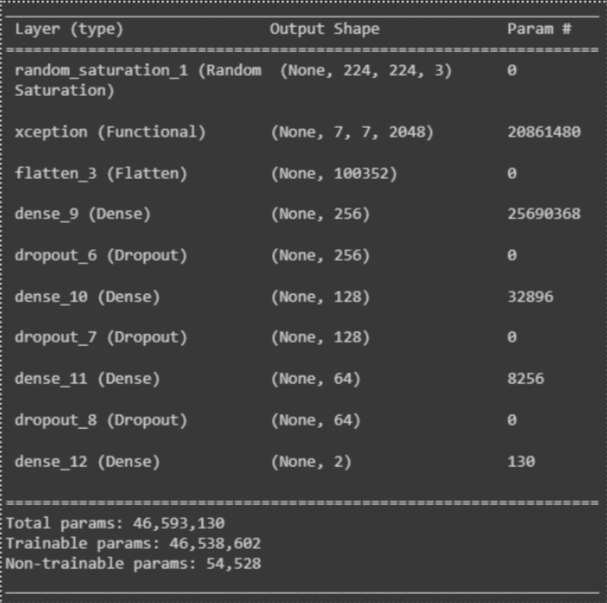 Layer (type) Output Shape Param #
random_saturation_1 (Random (None, 224, 224, 3) 0
Saturation)
xception (Functional) (None, 7, 7, 2048) 20861480
flatten_3 (Flatten) (None, 100352) 0
dense_9 (Dense) (None, 256) 25690368
dropout_6 (Dropout) (None, 256) 0
dense_10 (Dense) (None, 128) 32896
dropout_7 (Dropout) (None, 128) 0
dense_11 (Dense) (None, 64) 8256
dropout_8 (Dropout) (None, 64) 0
dense_12 (Dense) (None, 2) 130
Total params: 46,593,130
Trainable params: 46,538,602
Non-trainable params: 54,528